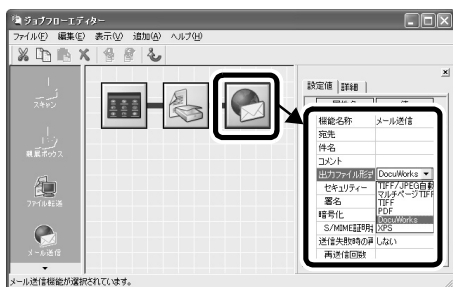 ジョブフローエディター
ファイル(F) 編集(E) 表示(V) 追加(A) ヘルプ(H)
スキャン
親展ボックス
ファイル転送
メール送信
設定値 詳細
機能名称 メール送信
宛先
件名
コメント
出力ファイル形式 DocuWorks
TIFF/JPEG自動
セキュリティー マルチページTIFF
TIFF
署名 PDF
暗号化 DocuWorks
S/MIME証明 XPS
送信失敗時の再 しない
再送信回数
メール送信機能が選択されています。